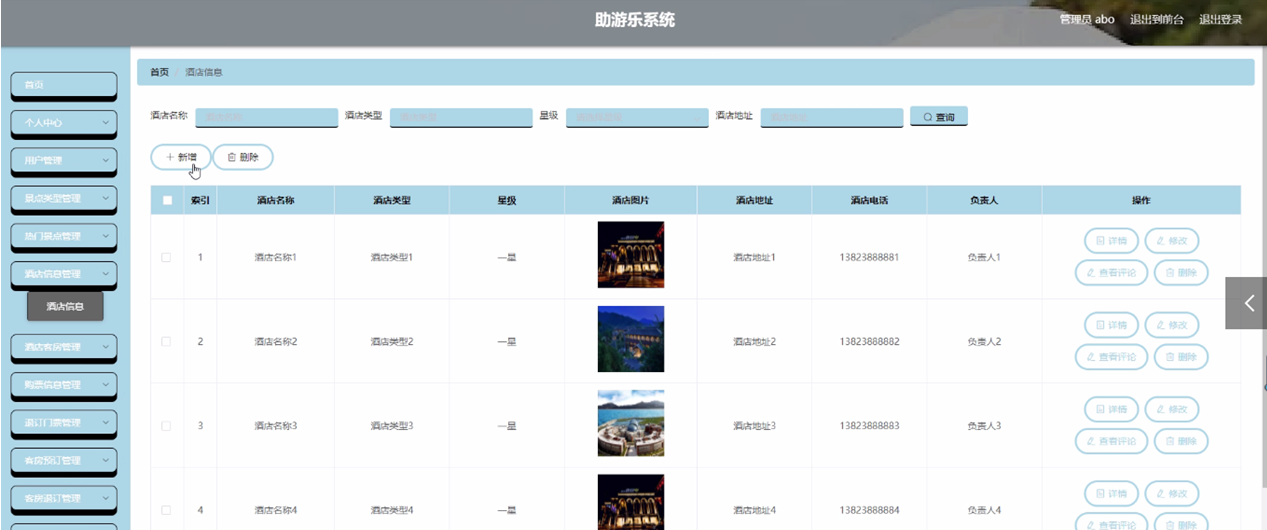 助游乐系统
管理员 abo 退出到前台 退出登录
首页 / 酒店信息
首页
个人中心
用户管理
景点类型管理
热门景点管理
酒店信息管理
酒店信息
酒店客房管理
购票信息管理
退订门票管理
客房预订管理
客房退订管理
酒店名称 酒店名称 酒店类型 酒店类型 星级 酒店地址 酒店地址 查询
新增 删除
索引 酒店名称 酒店类型 星级 酒店图片 酒店地址 酒店电话 负责人 操作
1 酒店名称1 酒店类型1 一星 酒店地址1 13823888881 负责人1 详情 修改
查看评论 删除
2 酒店名称2 酒店类型2 一星 酒店地址2 13823888882 负责人2 详情 修改
查看评论 删除
3 酒店名称3 酒店类型3 一星 酒店地址3 13823888883 负责人3 详情 修改
查看评论 删除
4 酒店名称4 酒店类型4 一星 酒店地址4 13823888884 负责人4 详情 修改
查看评论 删除